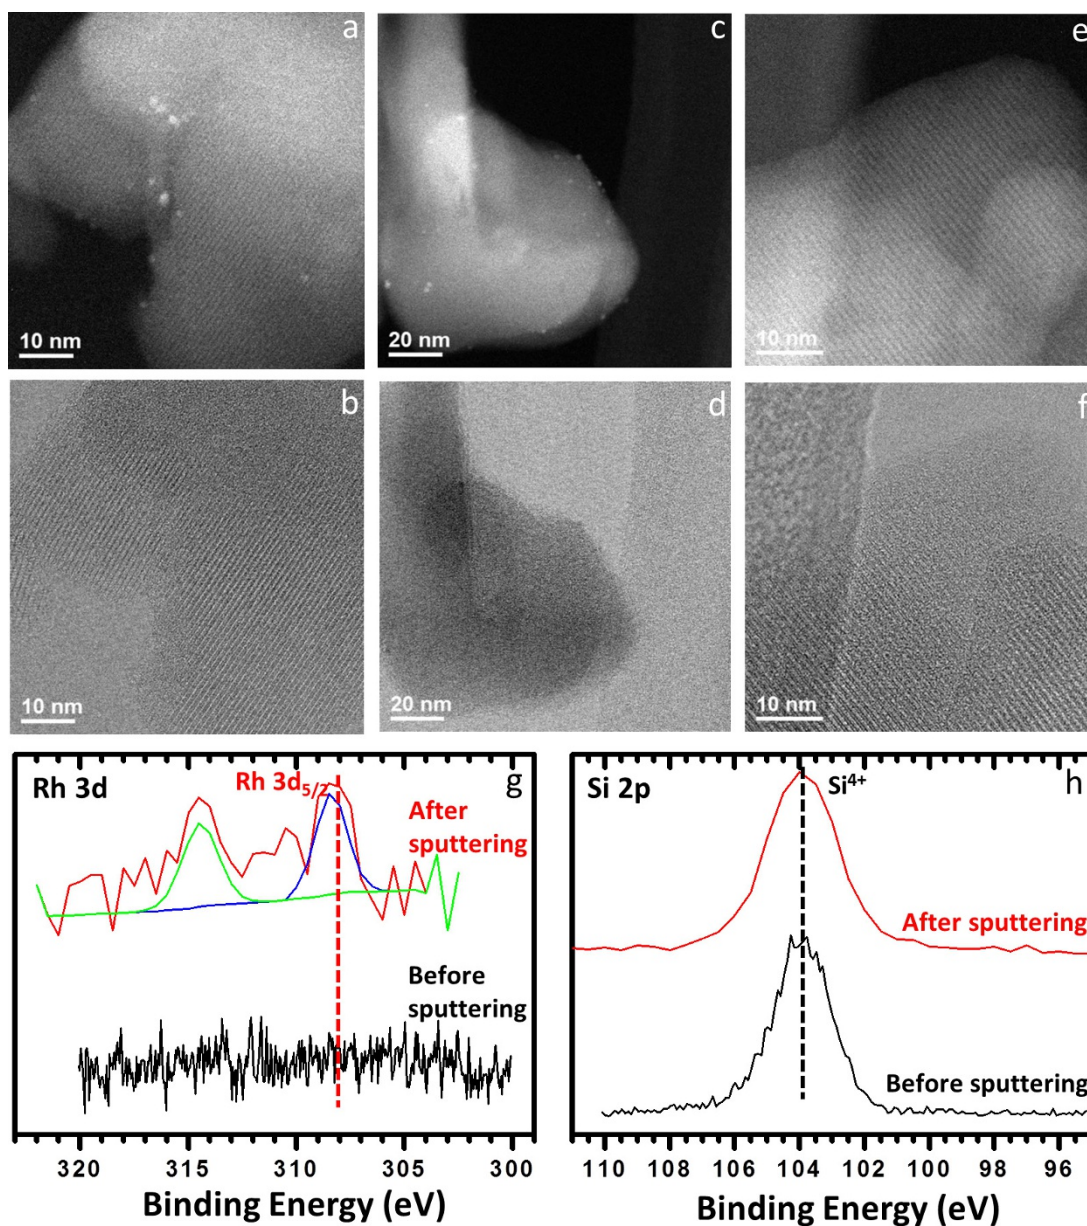 a
c
e
10 nm
20 nm
10 nm
b
d
f
10 nm
20 nm
10 nm
Rh 3d
Rh 3d5/2
g
After
sputtering
Before
sputtering
320 315 310 305 300
Binding Energy (eV)
Si 2p
Si4+
h
After sputtering
Before sputtering
110 108 106 104 102 100 98 96
Binding Energy (eV)